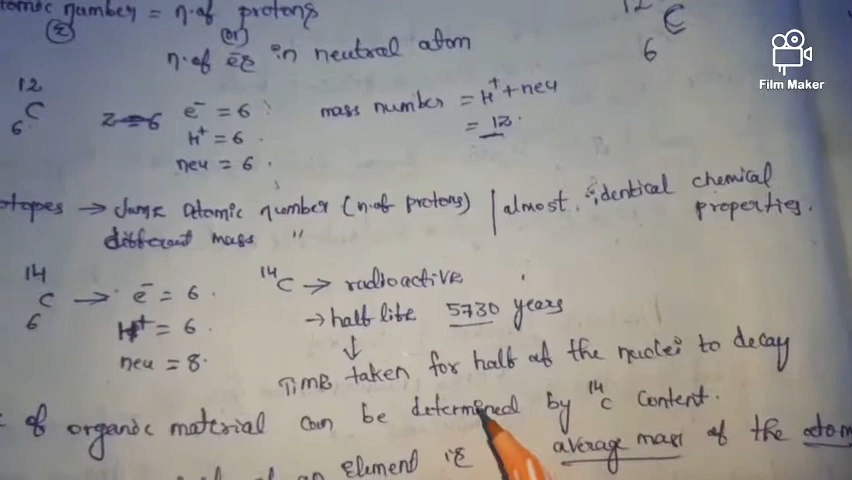 tomic number = n.of protons
(Z) (or)
n.of e̅s in neutral atom
12
C
6
Film Maker
12
C
6
Z = 6 e⁻ = 6
H⁺ = 6
neu = 6
mass number = H⁺ + neu
= 12
topes → same atomic number (n.of protons) | almost identical chemical properties.
different mass "
14
C → e⁻ = 6
6
H⁺ = 6
neu = 8
¹⁴C → radioactive
→ half life 5730 years
↓
Time taken for half of the nuclei to decay
of organic material can be determined by ¹⁴C content.
an element is average mass of the atom